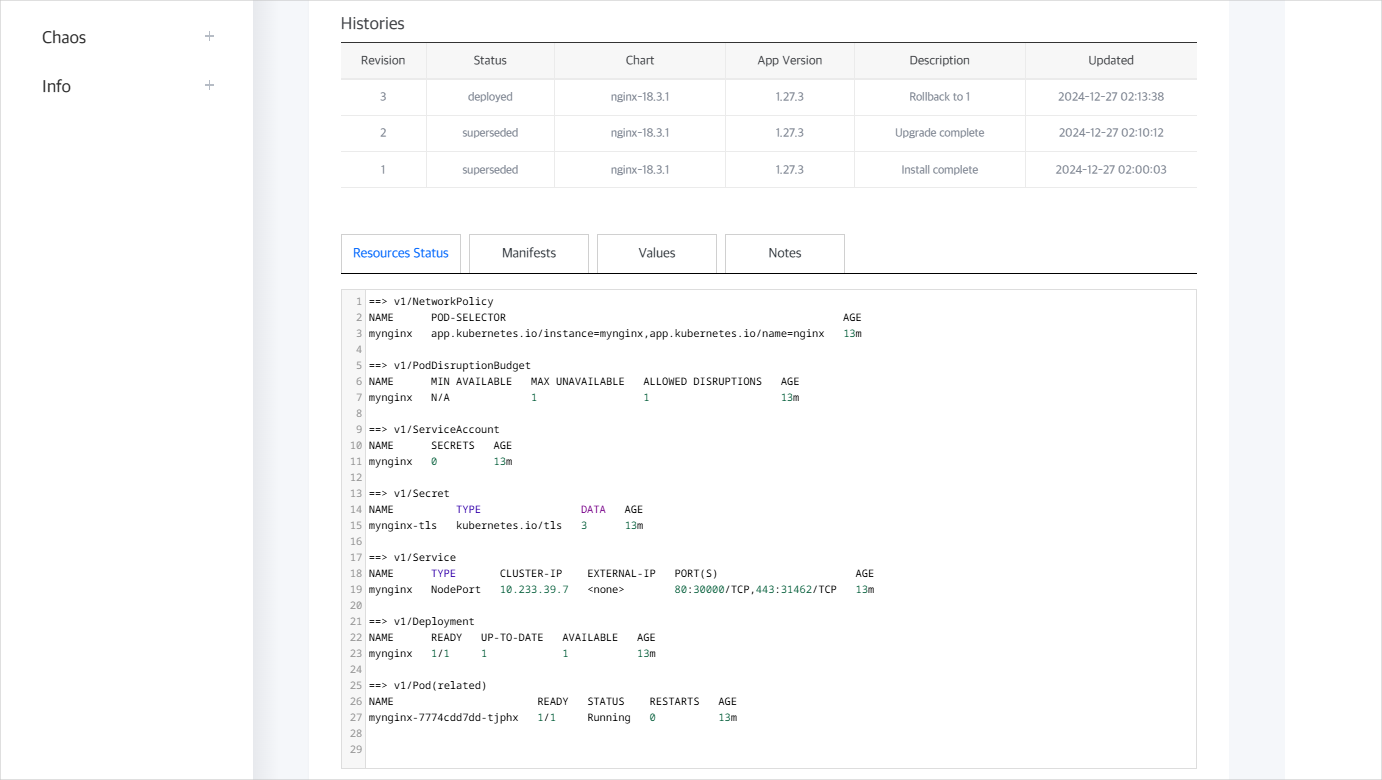 Chaos
Info
Histories
Revision Status Chart App Version Description Updated
3 deployed nginx-18.3.1 1.27.3 Rollback to 1 2024-12-27 02:13:38
2 superseded nginx-18.3.1 1.27.3 Upgrade complete 2024-12-27 02:10:12
1 superseded nginx-18.3.1 1.27.3 Install complete 2024-12-27 02:00:03
Resources Status Manifests Values Notes
1 ==> v1/NetworkPolicy
2 NAME POD-SELECTOR AGE
3 mynginx app.kubernetes.io/instance=mynginx,app.kubernetes.io/name=nginx 13m
4
5 ==> v1/PodDisruptionBudget
6 NAME MIN AVAILABLE MAX UNAVAILABLE ALLOWED DISRUPTIONS AGE
7 mynginx N/A 1 1 13m
8
9 ==> v1/ServiceAccount
10 NAME SECRETS AGE
11 mynginx 0 13m
12
13 ==> v1/Secret
14 NAME TYPE DATA AGE
15 mynginx-tls kubernetes.io/tls 3 13m
16
17 ==> v1/Service
18 NAME TYPE CLUSTER-IP EXTERNAL-IP PORT(S) AGE
19 mynginx NodePort 10.233.39.7 <none> 80:30000/TCP,443:31462/TCP 13m
20
21 ==> v1/Deployment
22 NAME READY UP-TO-DATE AVAILABLE AGE
23 mynginx 1/1 1 1 13m
24
25 ==> v1/Pod(related)
26 NAME READY STATUS RESTARTS AGE
27 mynginx-7774cdd7dd-tjphx 1/1 Running 0 13m
28
29